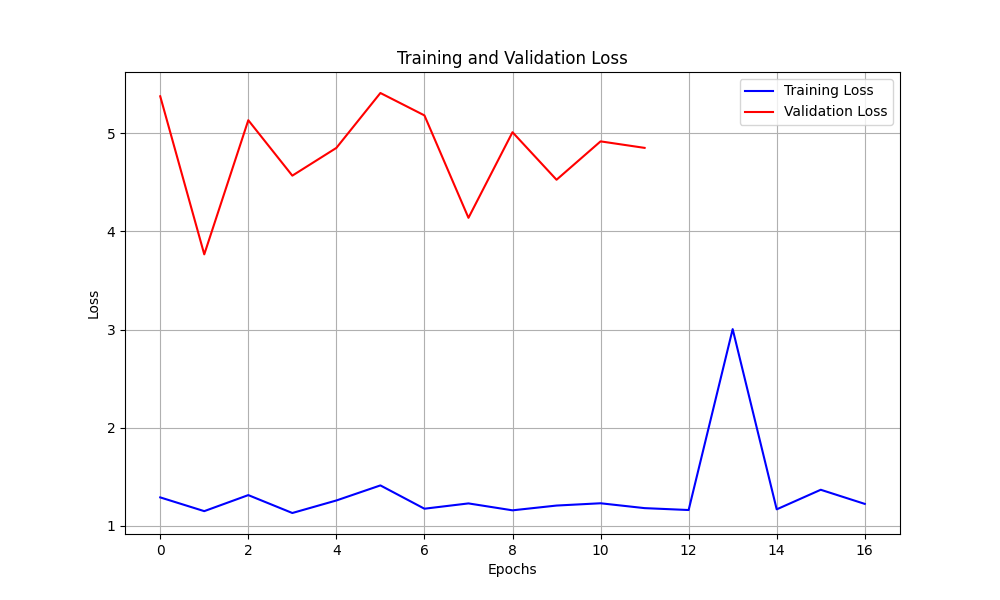 Training and Validation Loss
Training Loss
Validation Loss
5
4
3
2
1
Loss
0 2 4 6 8 10 12 14 16
Epochs